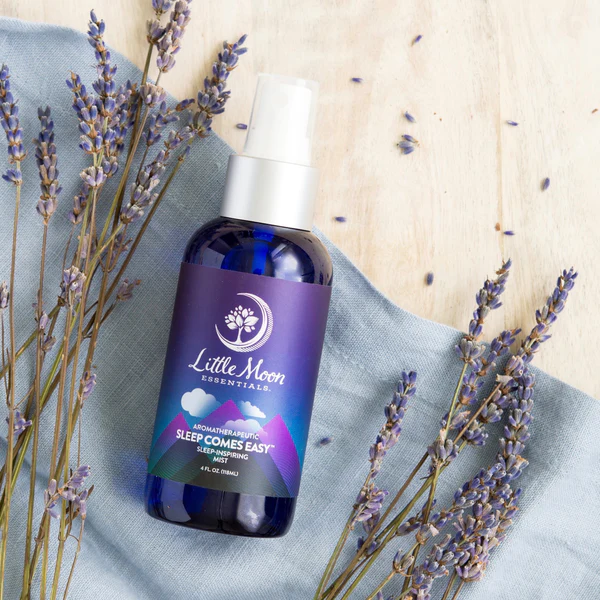 Little Moon
ESSENTIALS.
AROMATHERAPEUTIC
SLEEP COMES EASY™
SLEEP-INSPIRING
MIST
4 FL. OZ. (118ML)